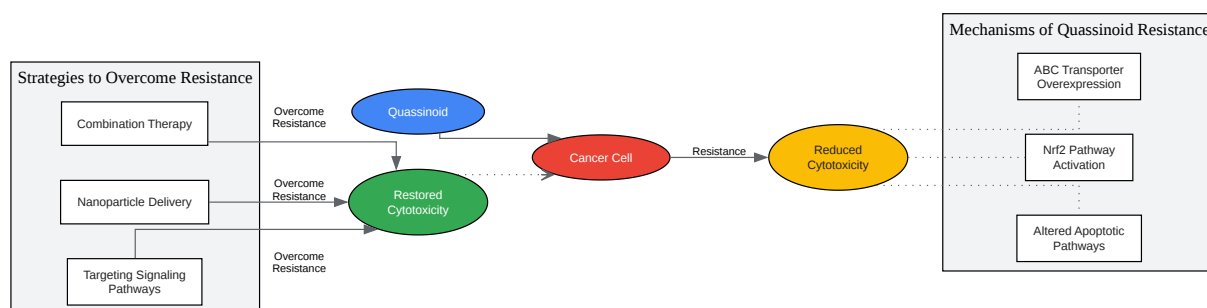 Strategies to Overcome Resistance
Combination Therapy
Nanoparticle Delivery
Targeting Signaling
Pathways
Overcome
Resistance
Overcome
Resistance
Overcome
Resistance
Quassinoid
Restored
Cytotoxicity
Cancer Cell
Resistance
Reduced
Cytotoxicity
Mechanisms of Quassinoid Resistance
ABC Transporter
Overexpression
Nrf2 Pathway
Activation
Altered Apoptotic
Pathways